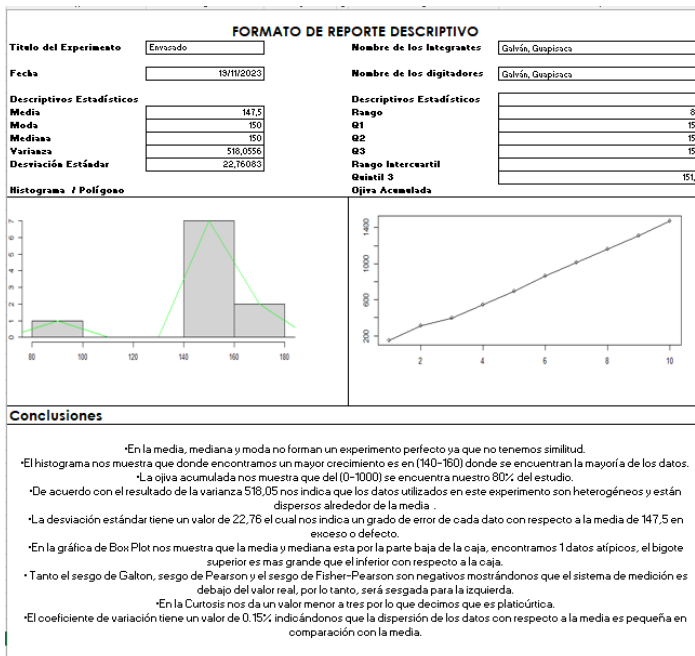 FORMATO DE REPORTE DESCRIPTIVO
Titulo del Experimento Envasado Nombre de los Integrantes Galván, Guapisaca
Fecha 19/11/2023 Nombre de los digitadores Galván, Guapisaca
Descriptivos Estadísticos Descriptivos Estadísticos
Media 147,5 Rango 8
Moda 150 Q1 15
Mediana 150 Q2 15
Varianza 518,0556 Q3 15
Desviación Estándar 22,76083 Rango Intercuartil
Quintil 3 151,
Histograma / Polígono Ojiva Acumulada
0 1 2 3 4 5 6 7
80 100 120 140 160 180
200 600 1000 1400
2 4 6 8 10
Conclusiones
•En la media, mediana y moda no forman un experimento perfecto ya que no tenemos similitud.
•El histograma nos muestra que donde encontramos un mayor crecimiento es en (140-160) donde se encuentran la mayoría de los datos.
•La ojiva acumulada nos muestra que del (0-1000) se encuentra nuestro 80% del estudio.
•De acuerdo con el resultado de la varianza 518,05 nos indica que los datos utilizados en este experimento son heterogéneos y están
dispersos alrededor de la media .
•La desviación estándar tiene un valor de 22,76 el cual nos indica un grado de error de cada dato con respecto a la media de 147,5 en
exceso o defecto.
•En la gráfica de Box Plot nos muestra que la media y mediana esta por la parte baja de la caja, encontramos 1 datos atípicos, el bigote
superior es mas grande que el inferior con respecto a la caja.
• Tanto el sesgo de Galton, sesgo de Pearson y el sesgo de Fisher-Pearson son negativos mostrándonos que el sistema de medición es
debajo del valor real, por lo tanto, será sesgada para la izquierda.
•En la Curtosis nos da un valor menor a tres por lo que decimos que es platicúrtica.
•El coeficiente de variación tiene un valor de 0.15% indicándonos que la dispersión de los datos con respecto a la media es pequeña en
comparación con la media.